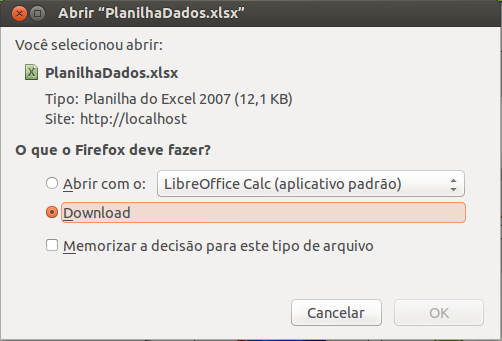 Abrir “PlanilhaDados.xlsx”
Você selecionou abrir:
PlanilhaDados.xlsx
Tipo: Planilha do Excel 2007 (12,1 KB)
Site: http://localhost
O que o Firefox deve fazer?
Abrir com o: LibreOffice Calc (aplicativo padrão)
Download
Memorizar a decisão para este tipo de arquivo
Cancelar OK